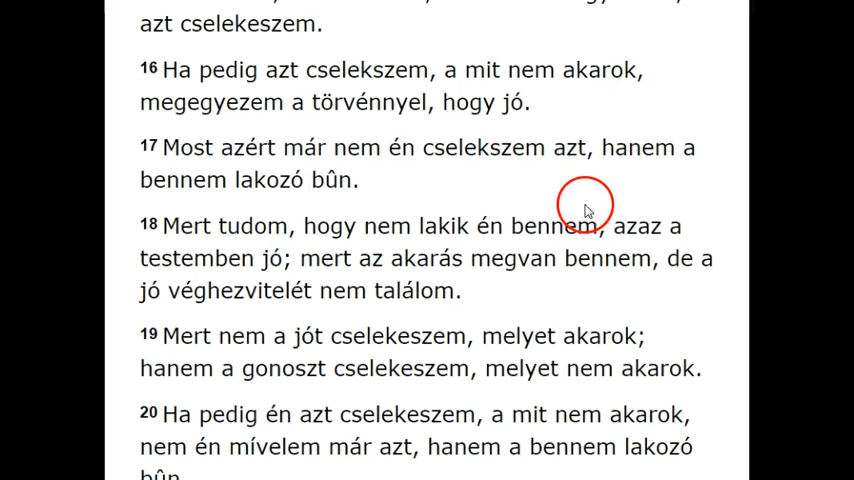 azt cselekeszem.
16 Ha pedig azt cselekszem, a mit nem akarok,
megegyezem a törvénnyel, hogy jó.
17 Most azért már nem én cselekszem azt, hanem a
bennem lakozó bûn.
18 Mert tudom, hogy nem lakik én bennem, azaz a
testemben jó; mert az akarás megvan bennem, de a
jó véghezvitelét nem találom.
19 Mert nem a jót cselekeszem, melyet akarok;
hanem a gonoszt cselekeszem, melyet nem akarok.
20 Ha pedig én azt cselekeszem, a mit nem akarok,
nem én mívelem már azt, hanem a bennem lakozó
bûn